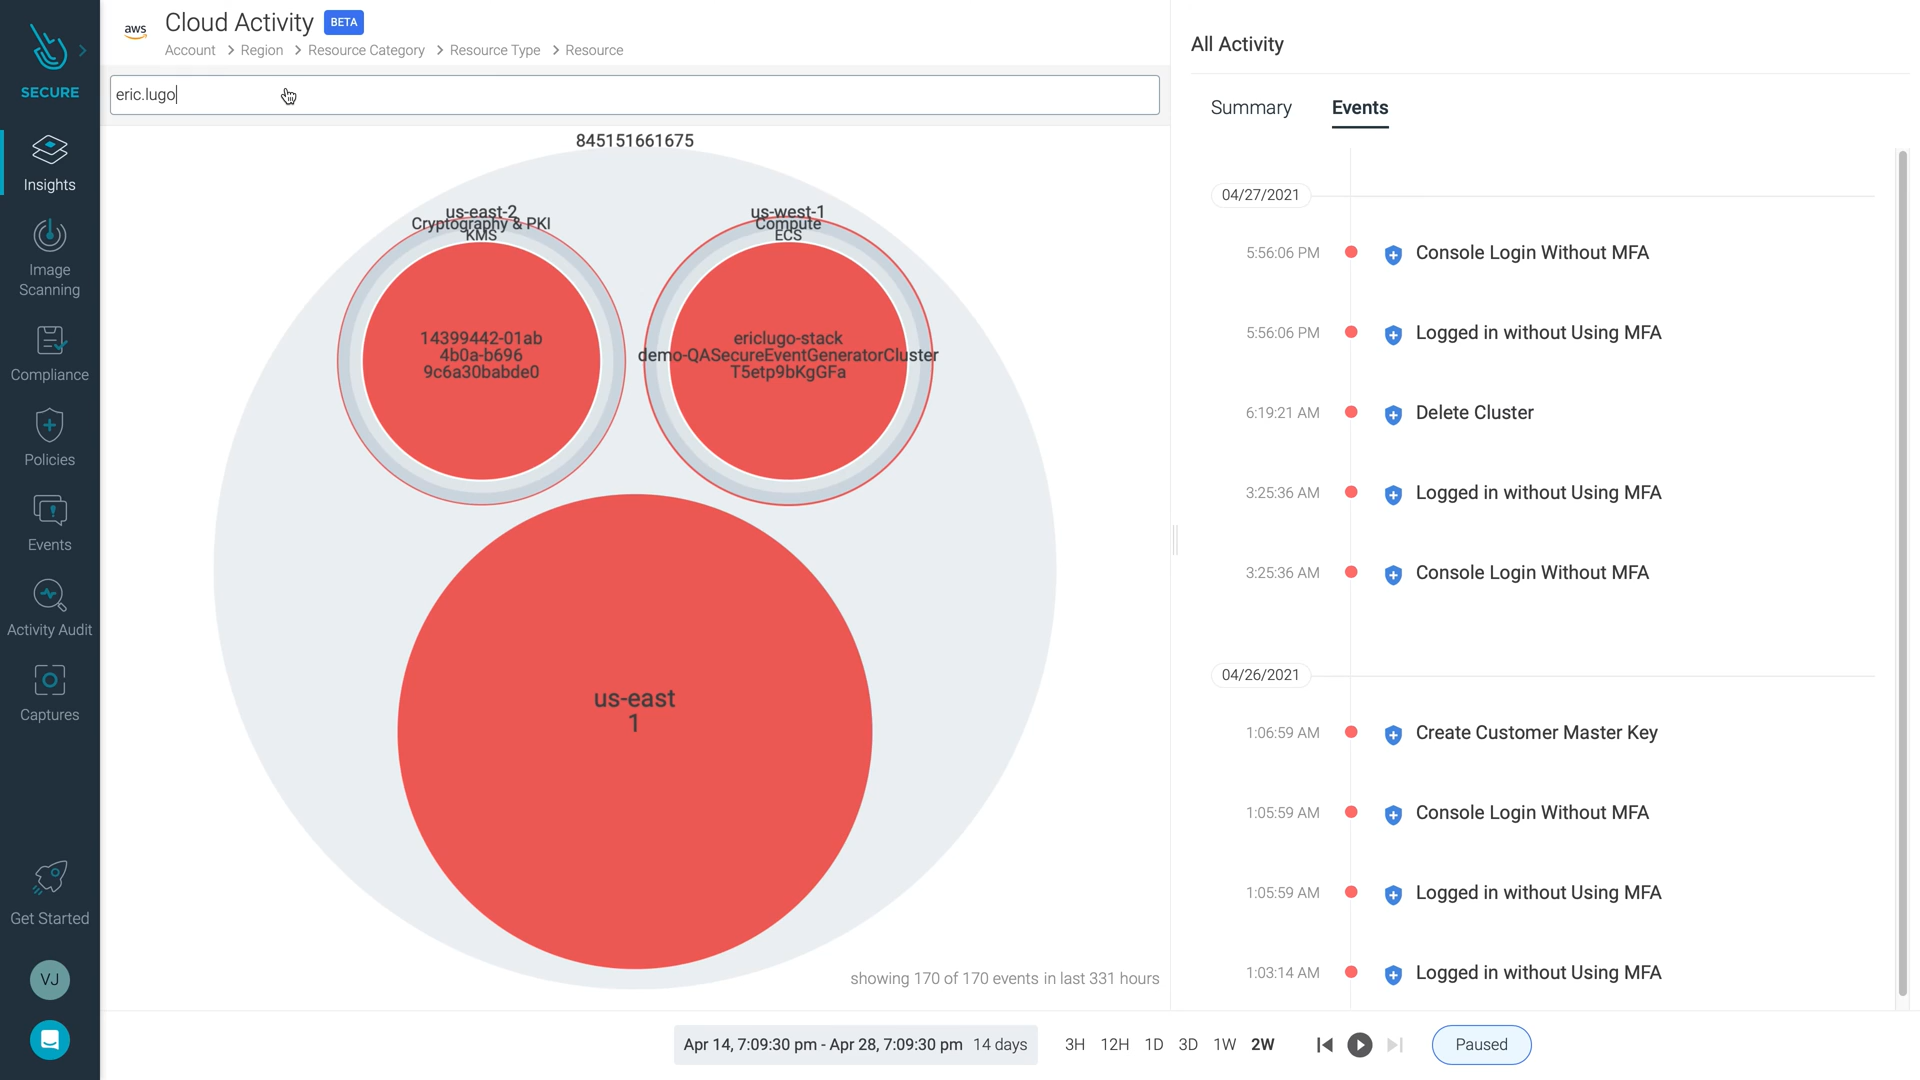 SECURE
Insights
Image
Scanning
Compliance
Policies
Events
Activity Audit
Captures
Get Started
VJ
aws
Cloud Activity BETA
Account > Region > Resource Category > Resource Type > Resource
eric.lugo
845151661675
us-east-2
Cryptography & PKI
KMS
14399442-01ab
4b0a-b696
9c6a30babde0
us-west-1
Compute
ECS
ericlugo-stack
demo-QASecureEventGeneratorCluster
T5etp9bKgGFa
us-east
1
showing 170 of 170 events in last 331 hours
All Activity
Summary Events
04/27/2021
5:56:06 PM Console Login Without MFA
5:56:06 PM Logged in without Using MFA
6:19:21 AM Delete Cluster
3:25:36 AM Logged in without Using MFA
3:25:36 AM Console Login Without MFA
04/26/2021
1:06:59 AM Create Customer Master Key
1:05:59 AM Console Login Without MFA
1:05:59 AM Logged in without Using MFA
1:03:14 AM Logged in without Using MFA
Apr 14, 7:09:30 pm - Apr 28, 7:09:30 pm 14 days 3H 12H 1D 3D 1W 2W Paused